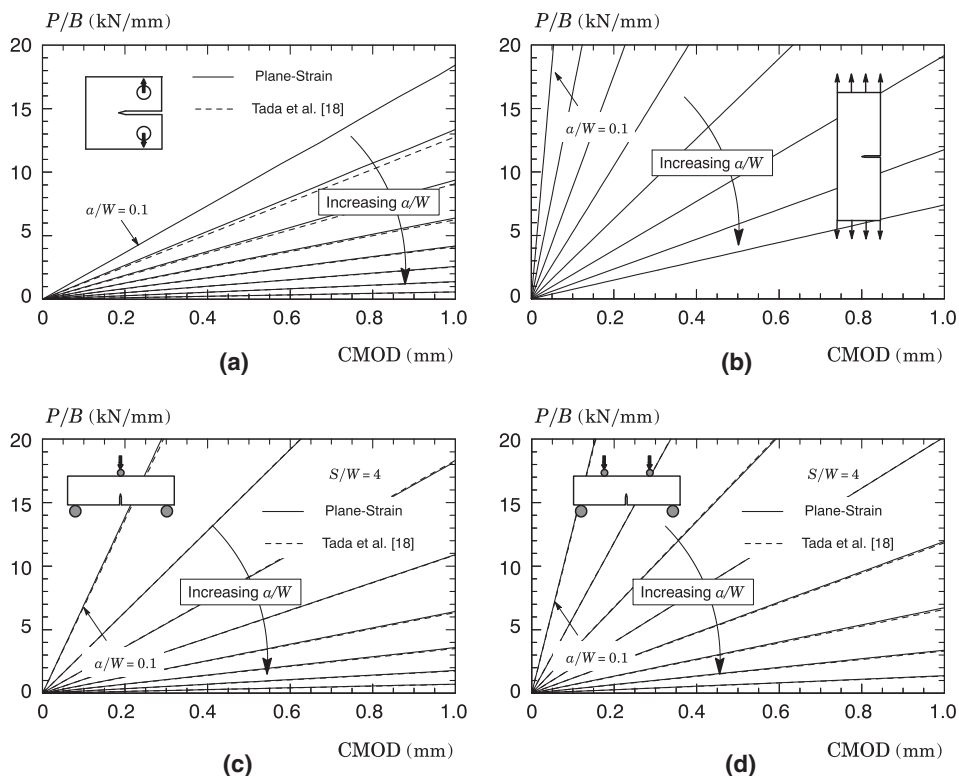 P/B (kN/mm)
20
15
10
5
0
Plane-Strain
Tada et al. [18]
a/W = 0.1
Increasing a/W
0 0.2 0.4 0.6 0.8 1.0
(a) CMOD (mm)
P/B (kN/mm)
20
15
10
5
0
a/W = 0.1
Increasing a/W
0 0.2 0.4 0.6 0.8 1.0
(b) CMOD (mm)
P/B (kN/mm)
20
15
10
5
0
S/W = 4
Plane-Strain
Tada et al. [18]
Increasing a/W
a/W = 0.1
0 0.2 0.4 0.6 0.8 1.0
(c) CMOD (mm)
P/B (kN/mm)
20
15
10
5
0
S/W = 4
Plane-Strain
Tada et al. [18]
Increasing a/W
a/W = 0.1
0 0.2 0.4 0.6 0.8 1.0
(d) CMOD (mm)